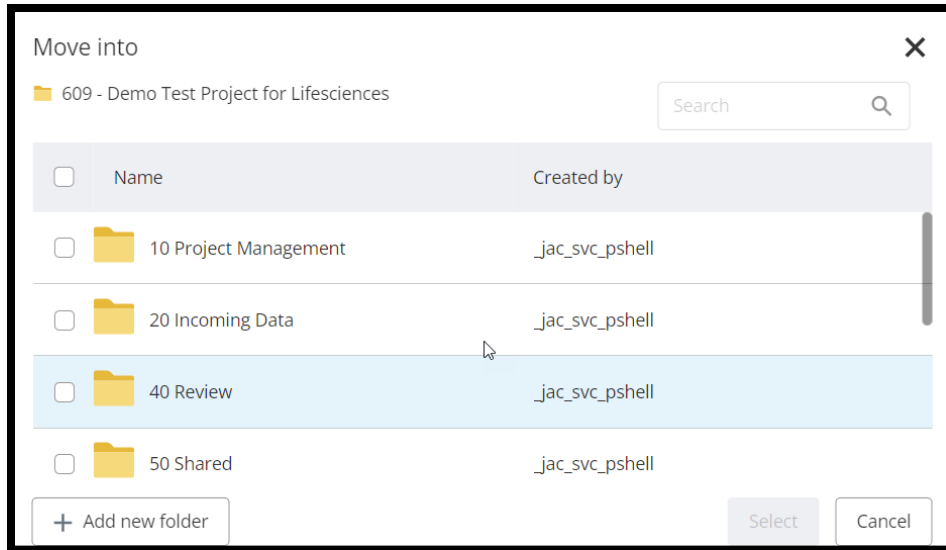 Move into
609 - Demo Test Project for Lifesciences
Search
Name Created by
10 Project Management _jac_svc_pshell
20 Incoming Data _jac_svc_pshell
40 Review _jac_svc_pshell
50 Shared _jac_svc_pshell
+ Add new folder Select Cancel